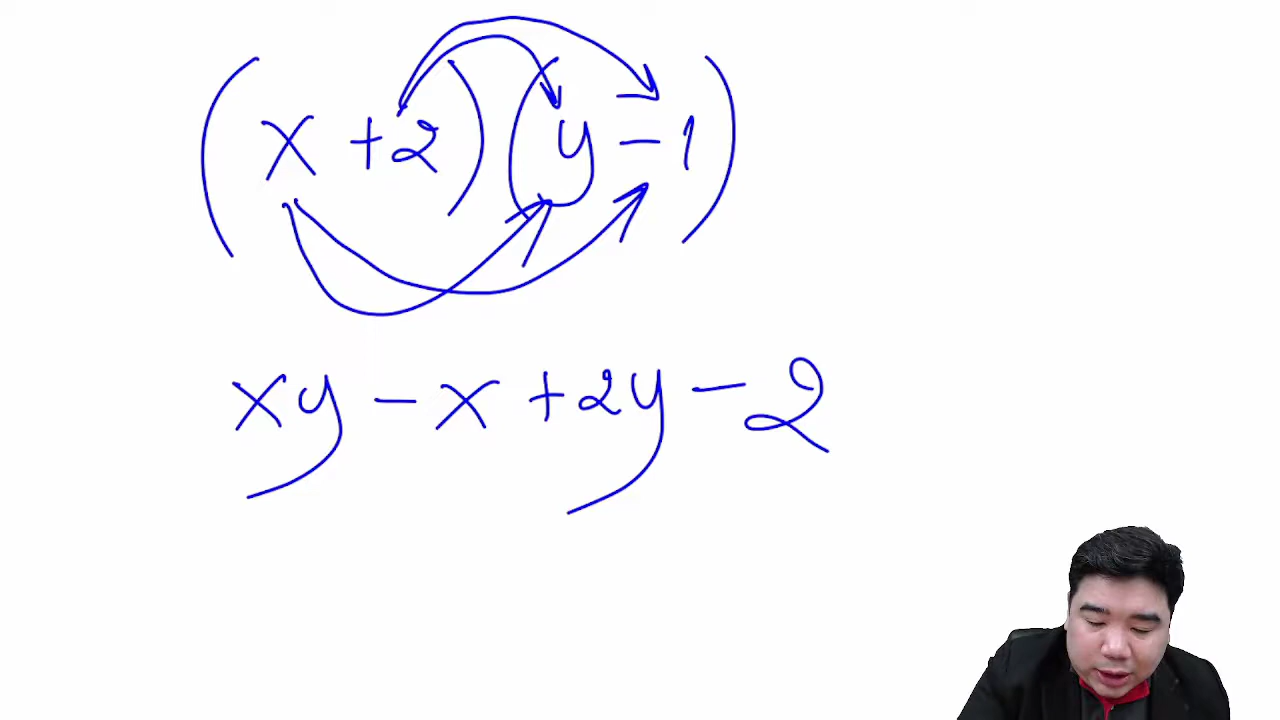 (x + 2)(y - 1)
xy - x + 2y - 2